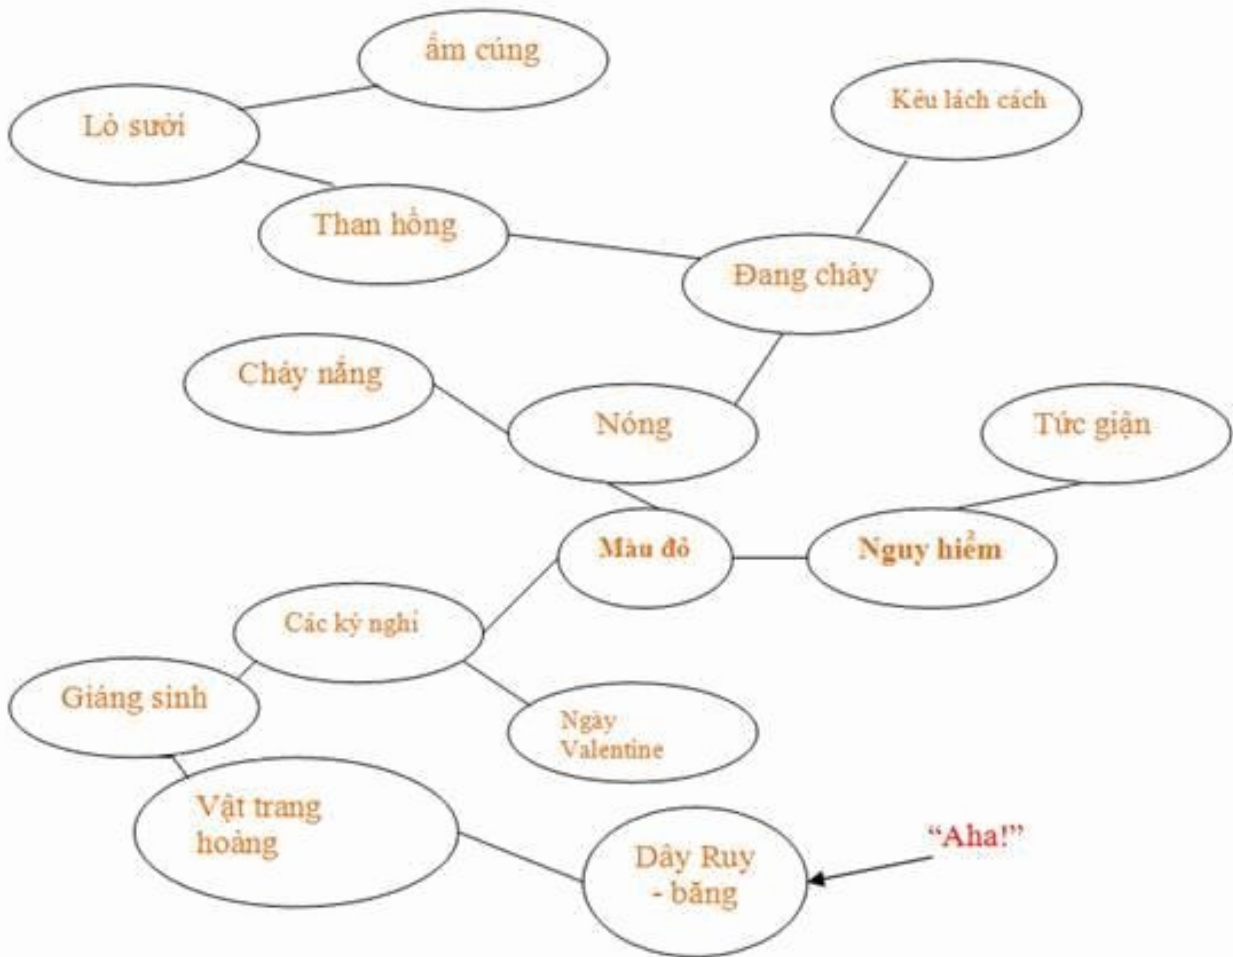 ấm cúng
Kêu lách cách
Lò sưởi
Than hồng
Đang cháy
Cháy nắng
Nóng
Tức giận
Màu đỏ
Nguy hiểm
Các kỳ nghỉ
Giáng sinh
Ngày
Valentine
Vật trang
hoàng
"Aha!"
Dây Ruy
- băng